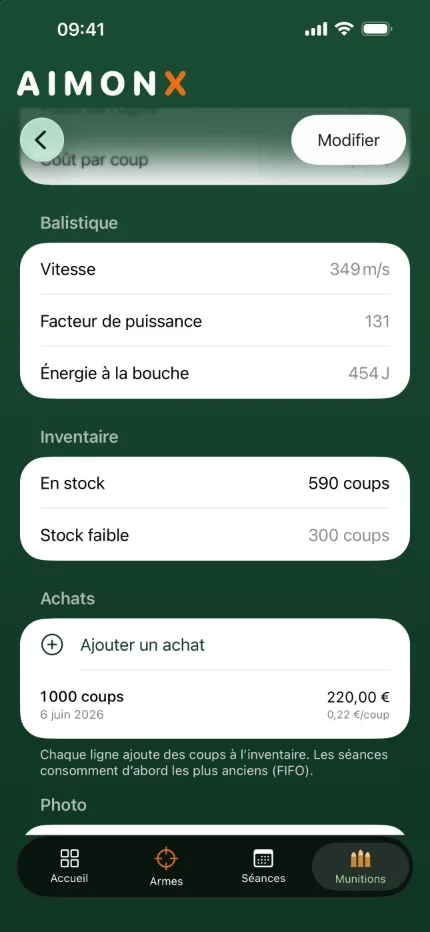 09:41
AIMONX
Coût par coup
Modifier
Balistique
Vitesse 349 m/s
Facteur de puissance 131
Énergie à la bouche 454 J
Inventaire
En stock 590 coups
Stock faible 300 coups
Achats
Ajouter un achat
1000 coups 220,00 €
6 juin 2026 0,22 €/coup
Chaque ligne ajoute des coups à l’inventaire. Les séances
consomment d’abord les plus anciens (FIFO).
Photo
Accueil Armes Séances Munitions